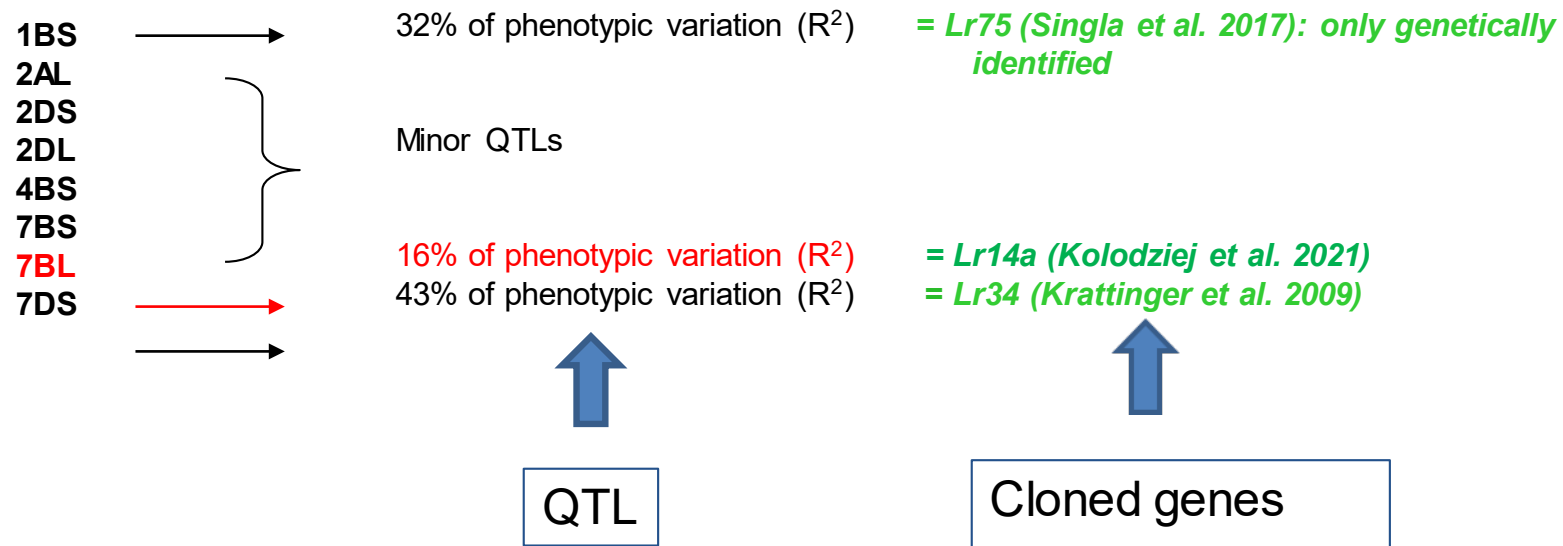 1BS 32% of phenotypic variation (R²) = Lr75 (Singla et al. 2017): only genetically
identified
2AL
2DS
2DL Minor QTLs
4BS
7BS
7BL 16% of phenotypic variation (R²) = Lr14a (Kolodziej et al. 2021)
7DS 43% of phenotypic variation (R²) = Lr34 (Krattinger et al. 2009)
QTL Cloned genes